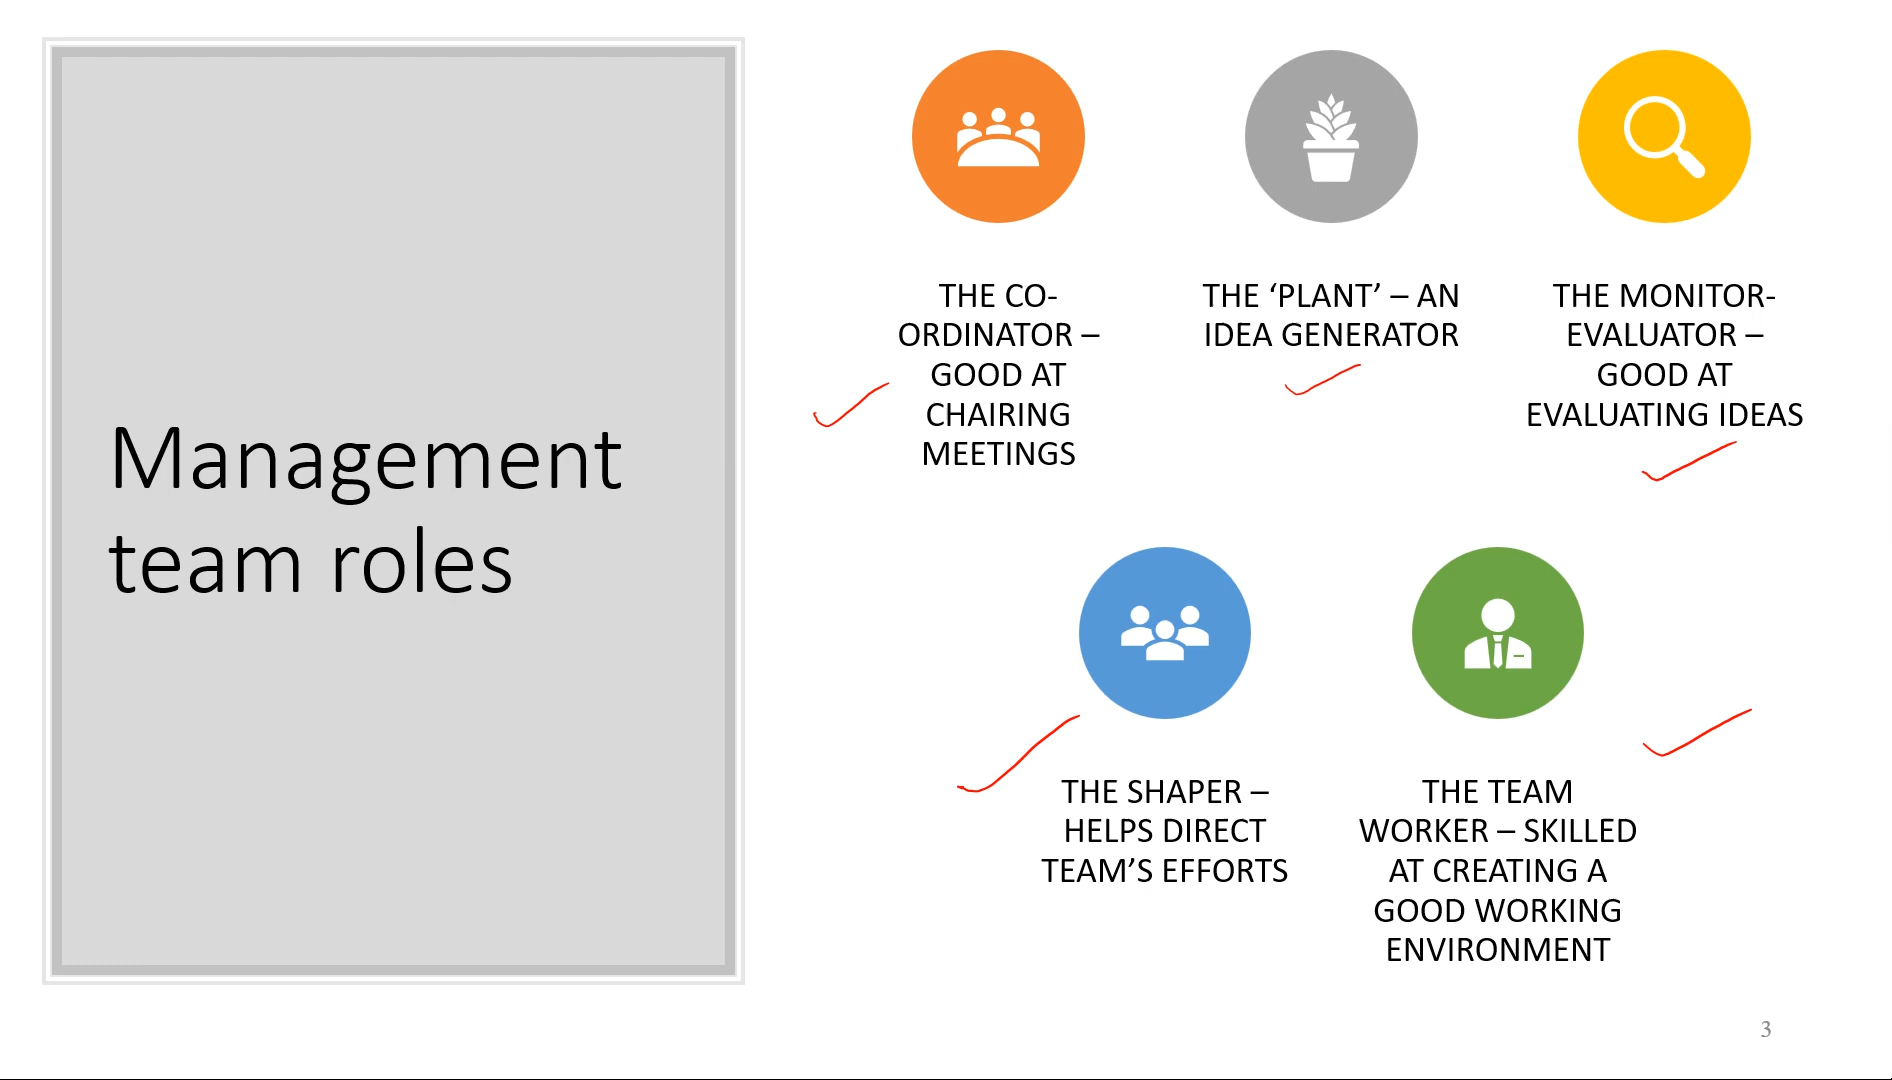 Management
team roles
THE CO-
ORDINATOR –
GOOD AT
CHAIRING
MEETINGS
THE ‘PLANT’ – AN
IDEA GENERATOR
THE MONITOR-
EVALUATOR –
GOOD AT
EVALUATING IDEAS
THE SHAPER –
HELPS DIRECT
TEAM’S EFFORTS
THE TEAM
WORKER – SKILLED
AT CREATING A
GOOD WORKING
ENVIRONMENT
3